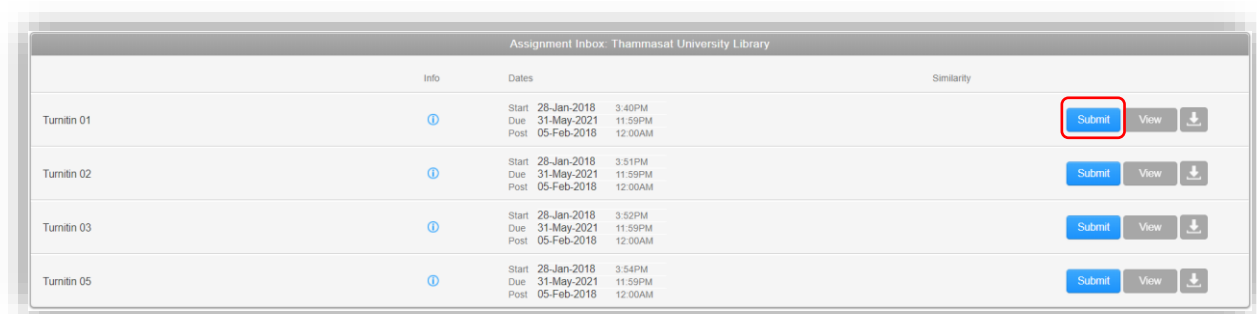 Assignment Inbox: Thammasat University Library
Info Dates Similarity
Turnitin 01
Start 28-Jan-2018 3:40PM
Due 31-May-2021 11:59PM
Post 05-Feb-2018 12:00AM
Submit View
Turnitin 02
Start 28-Jan-2018 3:51PM
Due 31-May-2021 11:59PM
Post 05-Feb-2018 12:00AM
Submit View
Turnitin 03
Start 28-Jan-2018 3:52PM
Due 31-May-2021 11:59PM
Post 05-Feb-2018 12:00AM
Submit View
Turnitin 05
Start 28-Jan-2018 3:54PM
Due 31-May-2021 11:59PM
Post 05-Feb-2018 12:00AM
Submit View